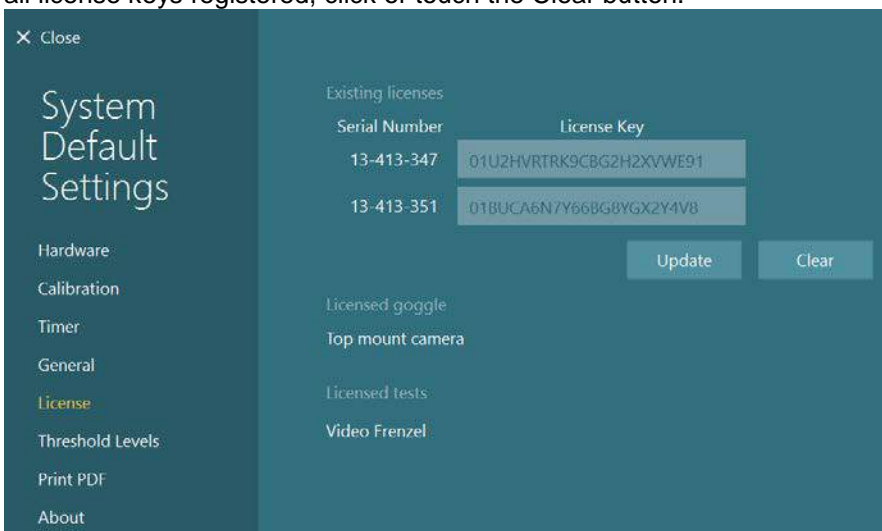 all license keys registered, click or touch the Clear button.
Close
System
Default
Settings
Hardware
Calibration
Timer
General
License
Threshold Levels
Print PDF
About
Existing licenses
Serial Number License Key
13-413-347 01U2HVRTRK9CBG2H2XVWE91
13-413-351 01BUCA6N7Y66BG8YGX2Y4V8
Update Clear
Licensed goggle
Top mount camera
Licensed tests
Video Frenzel